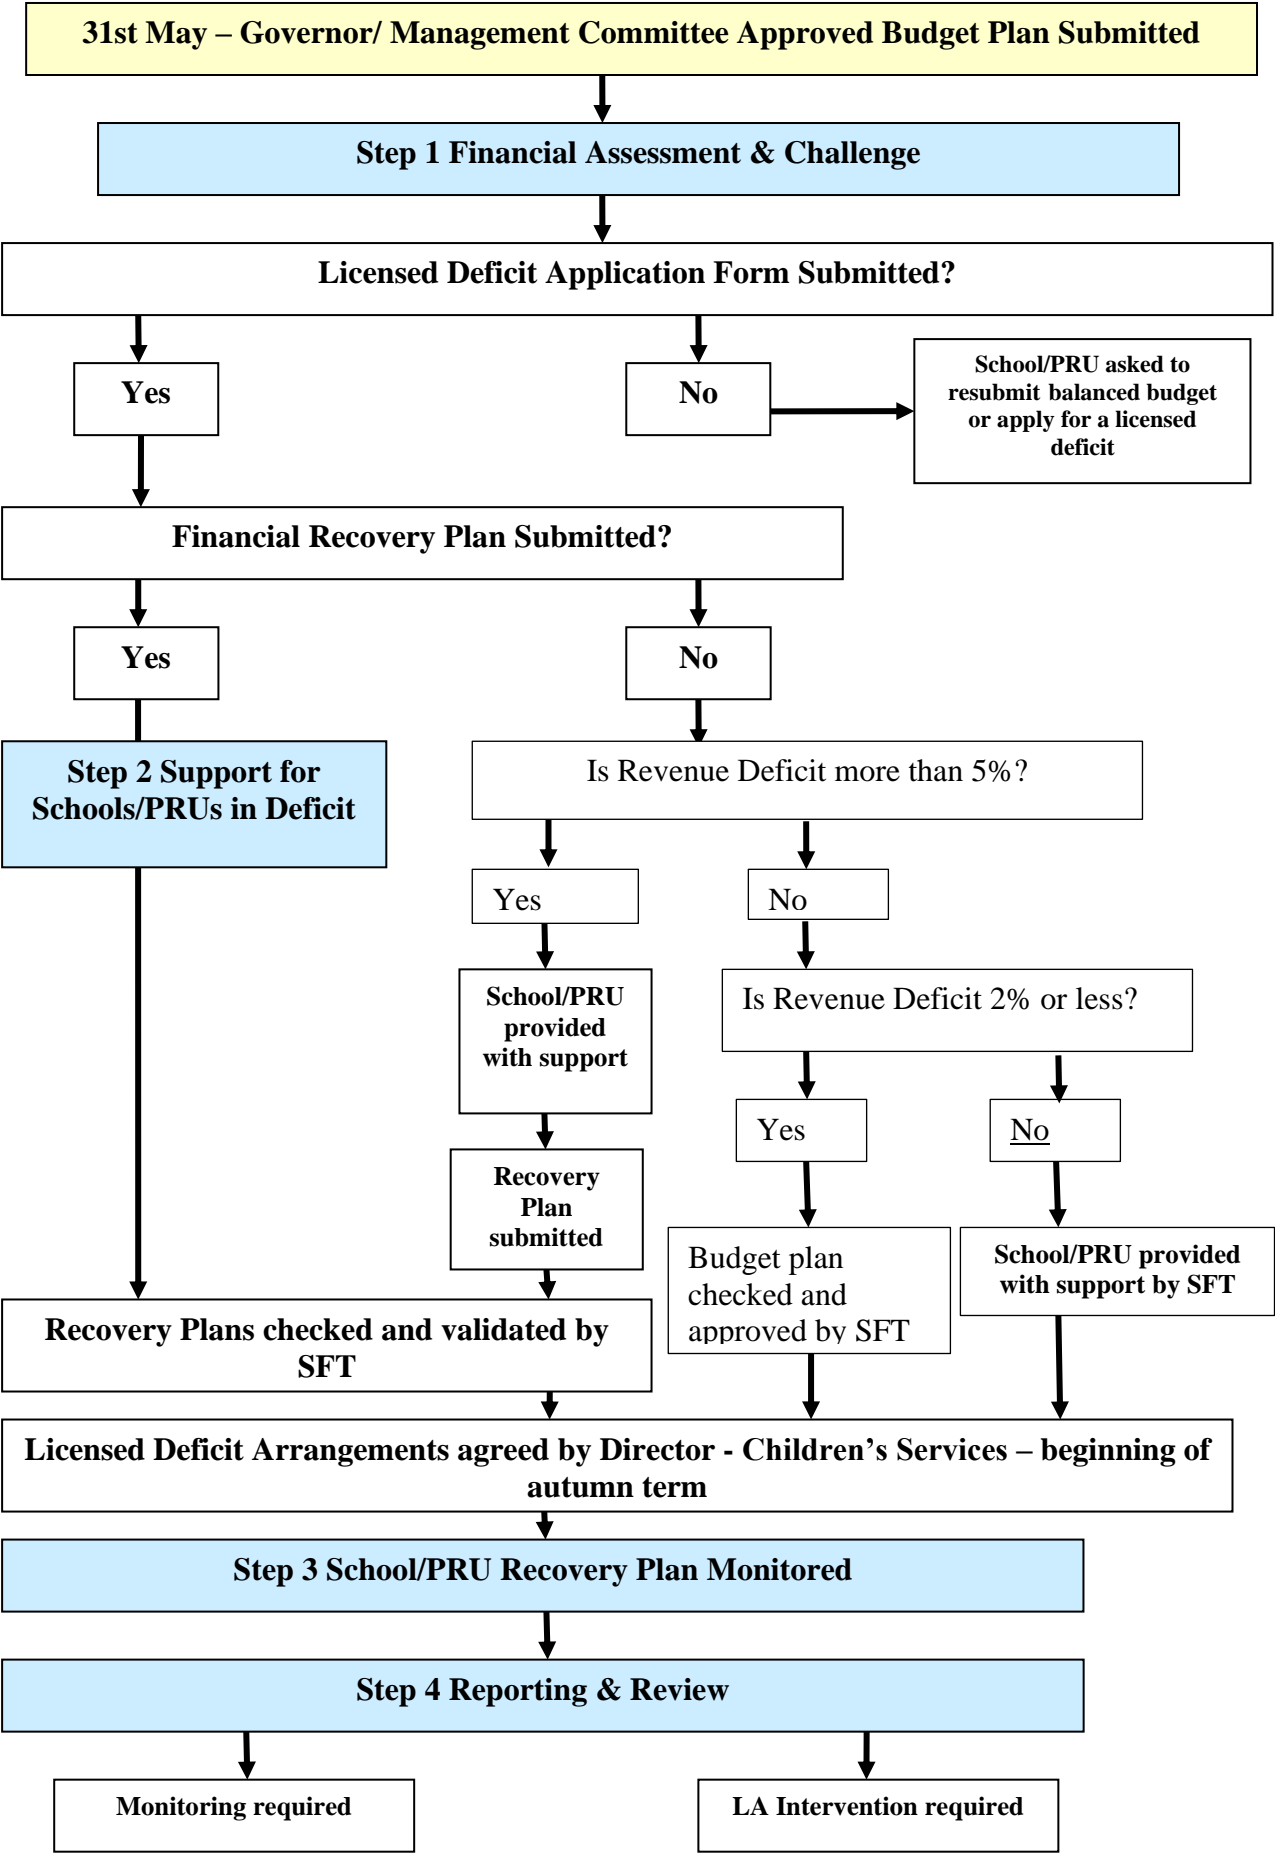 31st May – Governor/ Management Committee Approved Budget Plan Submitted
Step 1 Financial Assessment & Challenge
Licensed Deficit Application Form Submitted?
Yes
No
School/PRU asked to
resubmit balanced budget
or apply for a licensed
deficit
Financial Recovery Plan Submitted?
Yes
No
Step 2 Support for
Schools/PRUs in Deficit
Is Revenue Deficit more than 5%?
Yes
No
School/PRU
provided
with support
Is Revenue Deficit 2% or less?
Yes
No
Recovery
Plan
submitted
Budget plan
checked and
approved by SFT
School/PRU provided
with support by SFT
Recovery Plans checked and validated by
SFT
Licensed Deficit Arrangements agreed by Director - Children’s Services – beginning of
autumn term
Step 3 School/PRU Recovery Plan Monitored
Step 4 Reporting & Review
Monitoring required
LA Intervention required